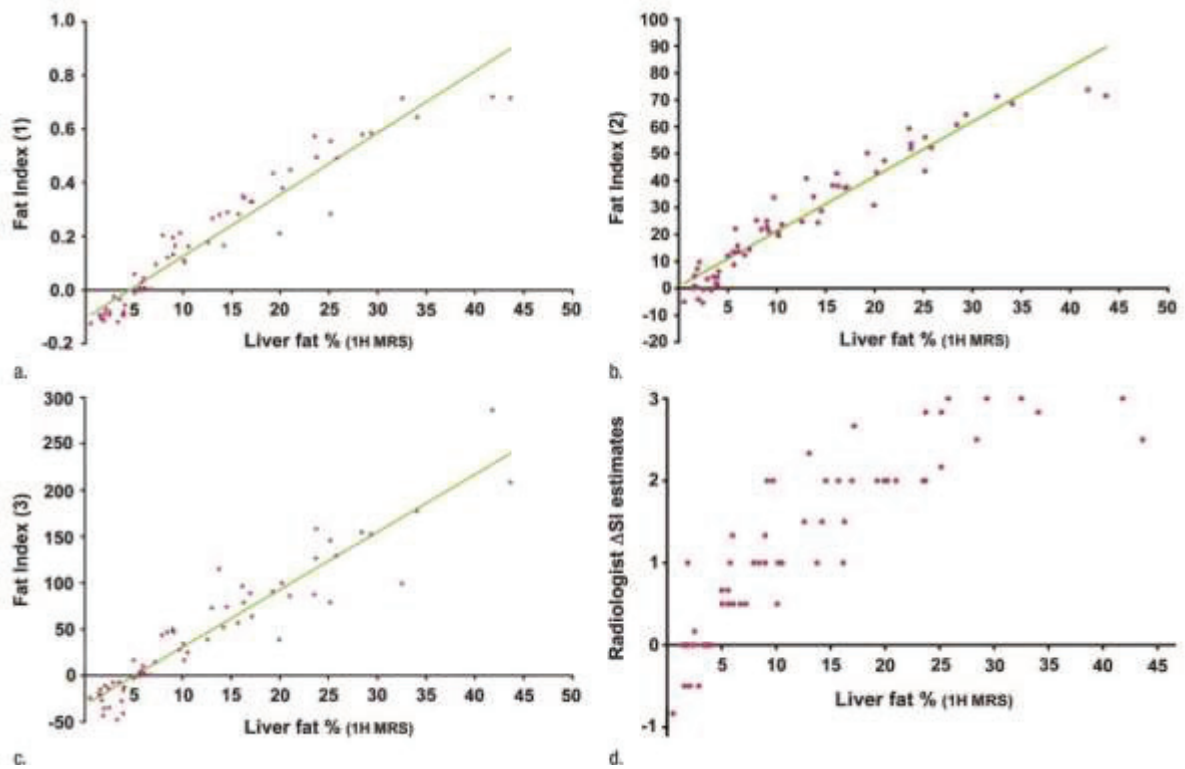 1.0
0.8
0.6
0.4
0.2
0.0
-0.2
Fat Index (1)
5 10 15 20 25 30 35 40 45 50
Liver fat % (1H MRS)
a.
100
90
80
70
60
50
40
30
20
10
0
-10
-20
Fat Index (2)
5 10 15 20 25 30 35 40 45 50
Liver fat % (1H MRS)
b.
300
250
200
150
100
50
0
-50
Fat Index (3)
5 10 15 20 25 30 35 40 45 50
Liver fat % (1H MRS)
c.
3
2
1
0
-1
Radiologist ΔSI estimates
5 10 15 20 25 30 35 40 45
Liver fat % (1H MRS)
d.